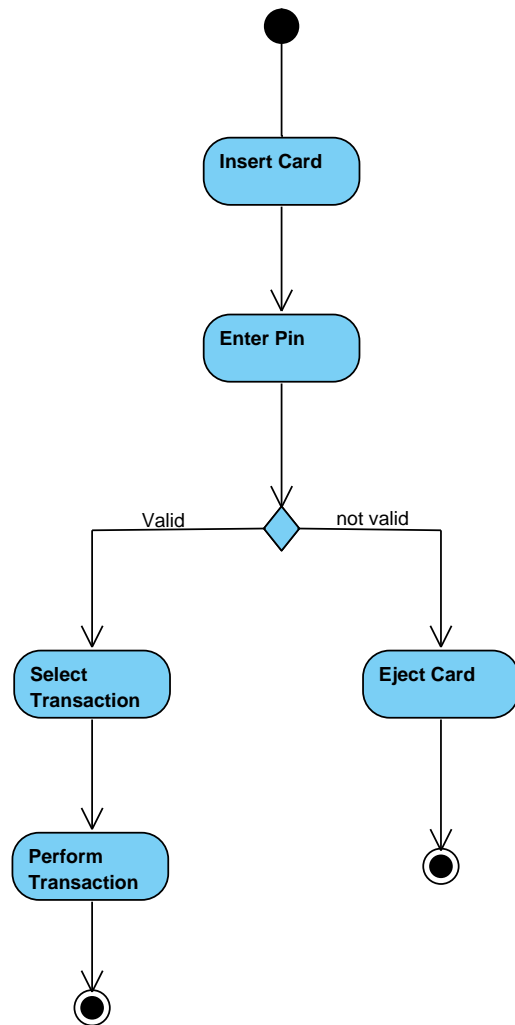 Insert Card
Enter Pin
Valid
not valid
Select
Transaction
Eject Card
Perform
Transaction